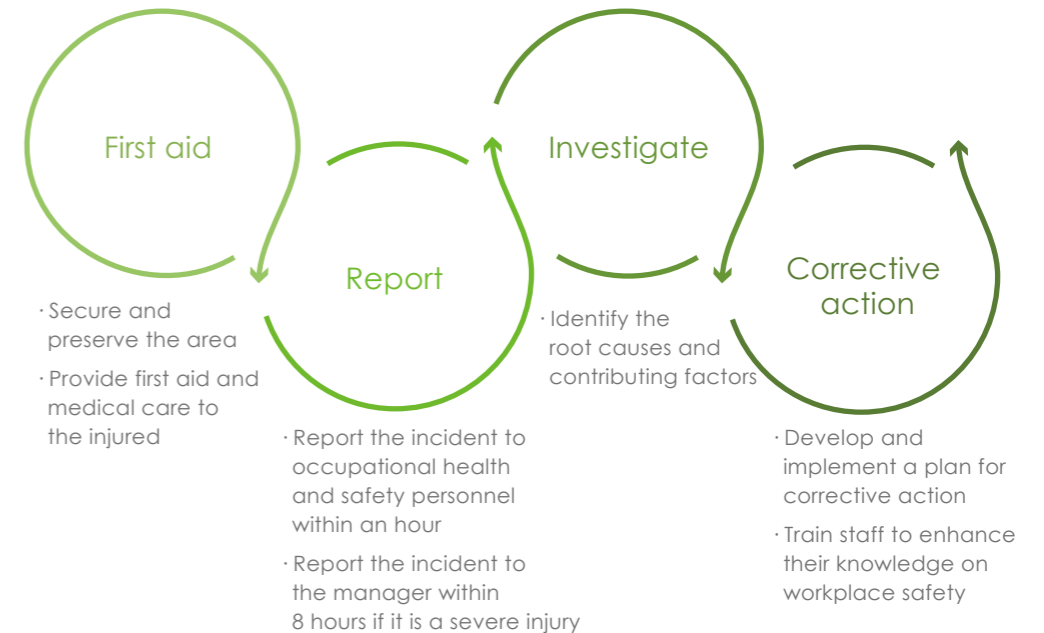 First aid
· Secure and
preserve the area
· Provide first aid and
medical care to
the injured
Report
· Report the incident to
occupational health
and safety personnel
within an hour
· Report the incident to
the manager within
8 hours if it is a severe injury
Investigate
· Identify the
root causes and
contributing factors
Corrective
action
· Develop and
implement a plan for
corrective action
· Train staff to enhance
their knowledge on
workplace safety